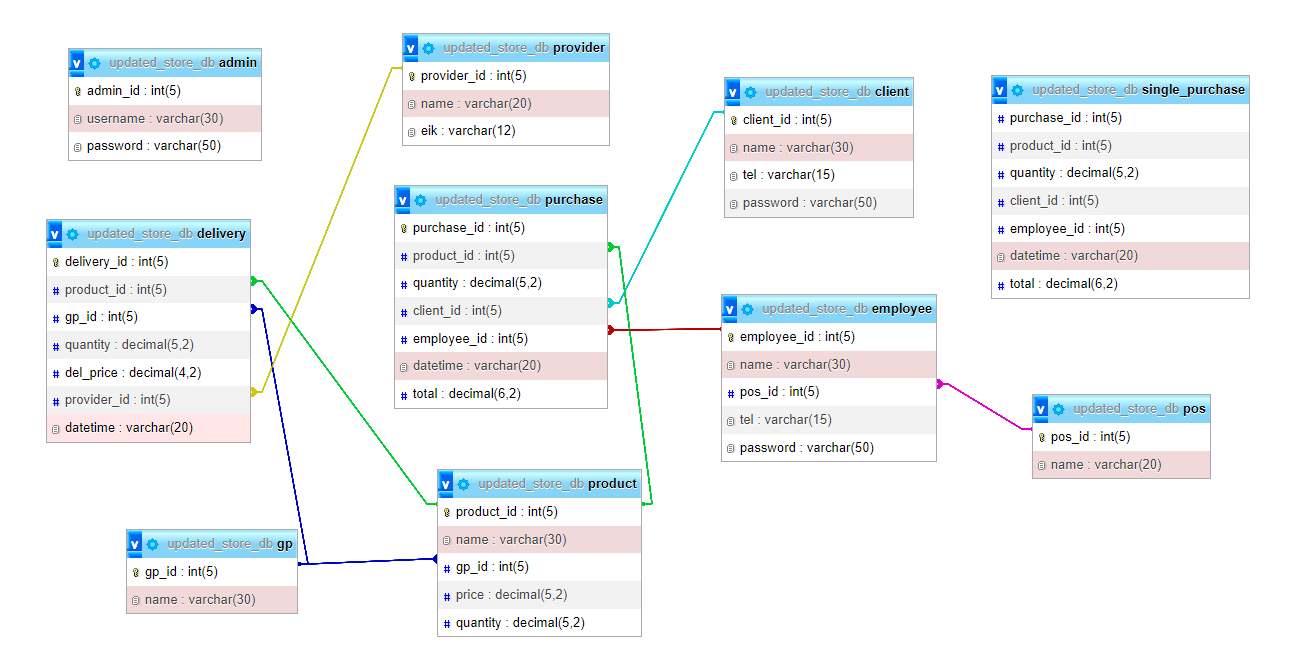 v updated_store_db admin
admin_id : int(5)
username : varchar(30)
password : varchar(50)
v updated_store_db provider
provider_id : int(5)
name : varchar(20)
eik : varchar(12)
v updated_store_db client
client_id : int(5)
name : varchar(30)
tel : varchar(15)
password : varchar(50)
v updated_store_db single_purchase
# purchase_id : int(5)
# product_id : int(5)
# quantity : decimal(5,2)
# client_id : int(5)
# employee_id : int(5)
datetime : varchar(20)
# total : decimal(6,2)
v updated_store_db delivery
delivery_id : int(5)
# product_id : int(5)
# gp_id : int(5)
# quantity : decimal(5,2)
# del_price : decimal(4,2)
# provider_id : int(5)
datetime : varchar(20)
v updated_store_db purchase
purchase_id : int(5)
# product_id : int(5)
# quantity : decimal(5,2)
# client_id : int(5)
# employee_id : int(5)
datetime : varchar(20)
# total : decimal(6,2)
v updated_store_db employee
employee_id : int(5)
name : varchar(30)
# pos_id : int(5)
tel : varchar(15)
password : varchar(50)
v updated_store_db pos
pos_id : int(5)
name : varchar(20)
v updated_store_db gp
gp_id : int(5)
name : varchar(30)
v updated_store_db product
product_id : int(5)
name : varchar(30)
# gp_id : int(5)
# price : decimal(5,2)
# quantity : decimal(5,2)